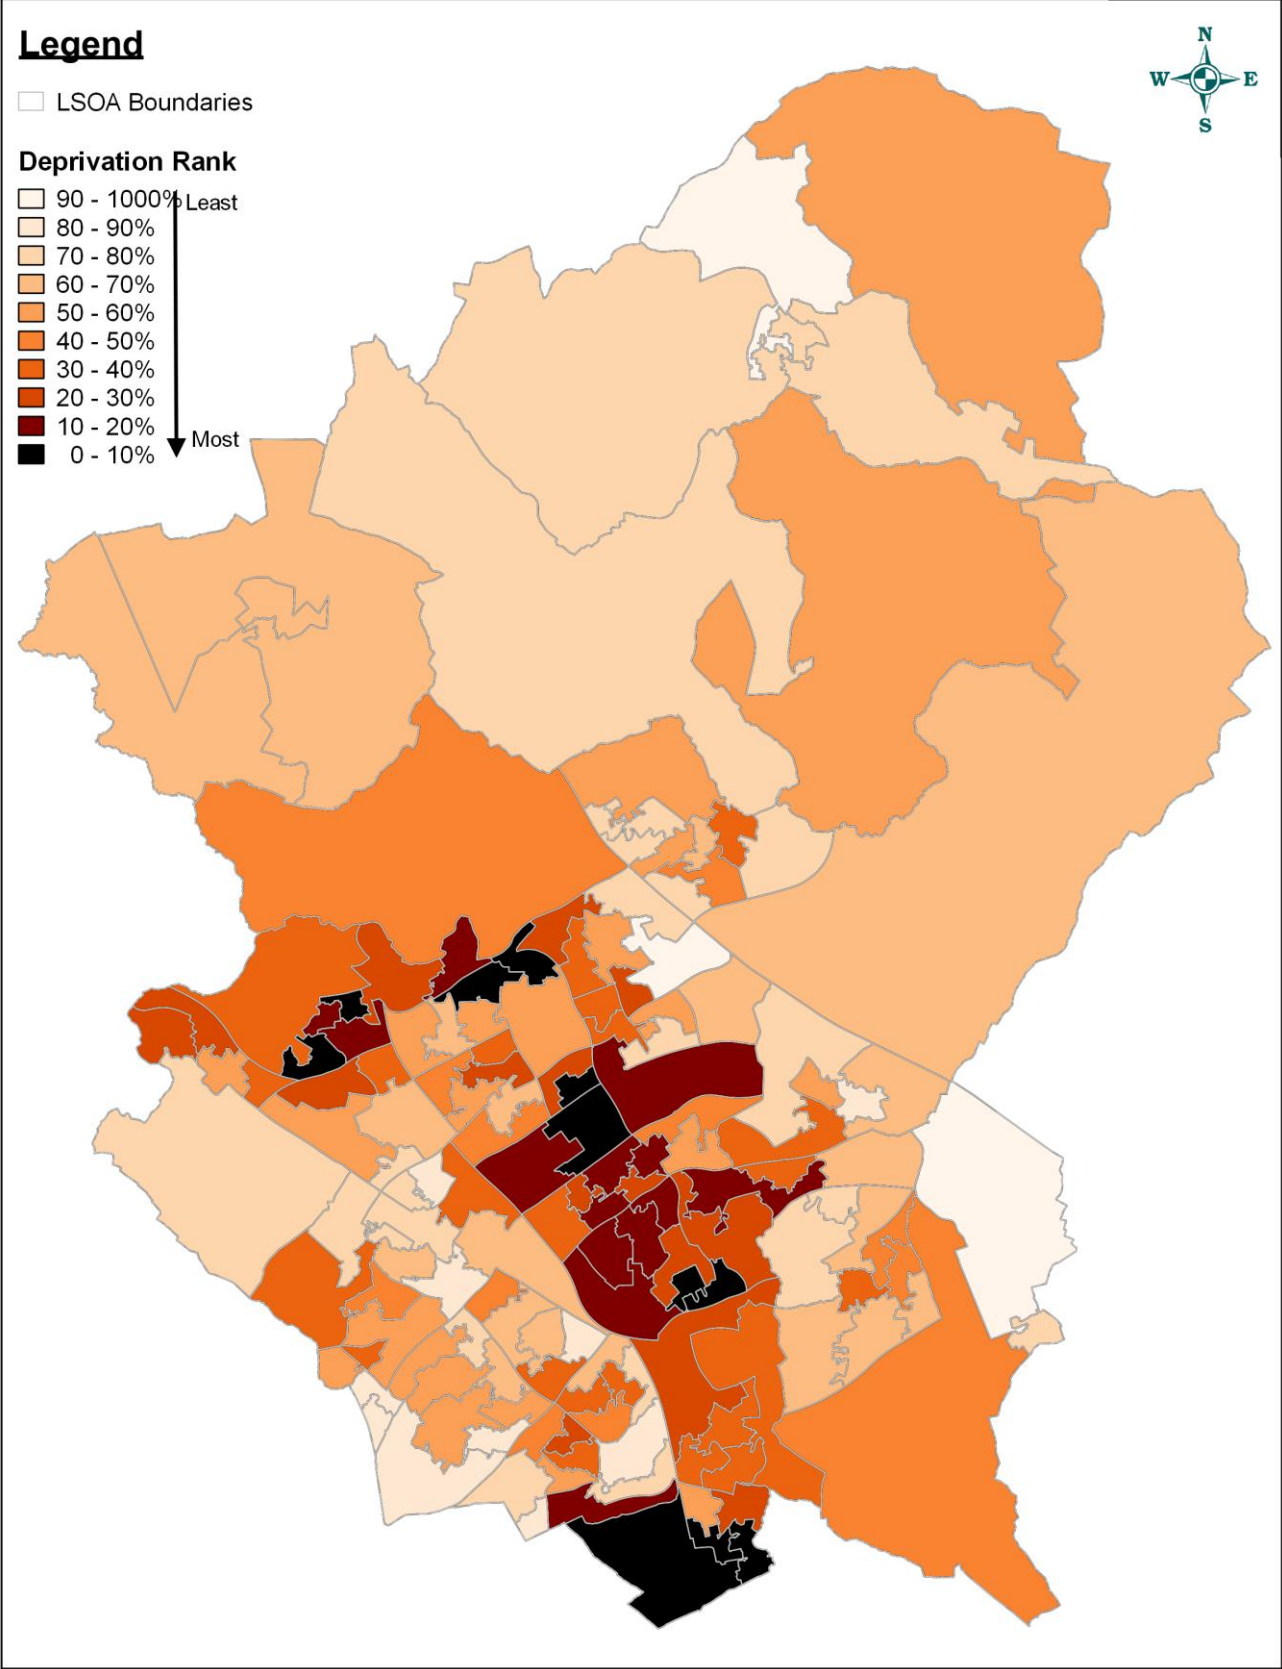 Legend
LSOA Boundaries
Deprivation Rank
90 - 1000% Least
80 - 90%
70 - 80%
60 - 70%
50 - 60%
40 - 50%
30 - 40%
20 - 30%
10 - 20%
Most
0 - 10%
N
W E
S